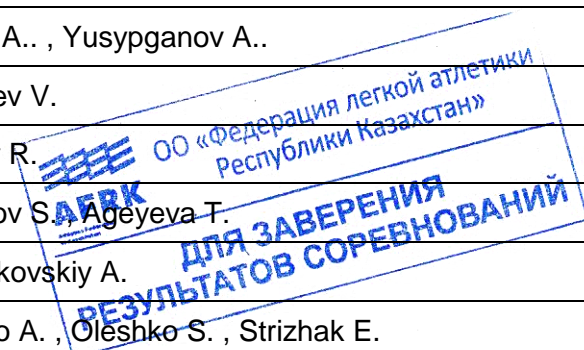 A.. , Yusypganov A..
ev V.
R.
ov S. , Ageyeva T.
kovskiy A.
o A. , Oleshko S. , Strizhak E.
ОО «Федерация легкой атлетики
Республики Казахстан»
AFRK
ДЛЯ ЗАВЕРЕНИЯ
РЕЗУЛЬТАТОВ СОРЕВНОВАНИЙ